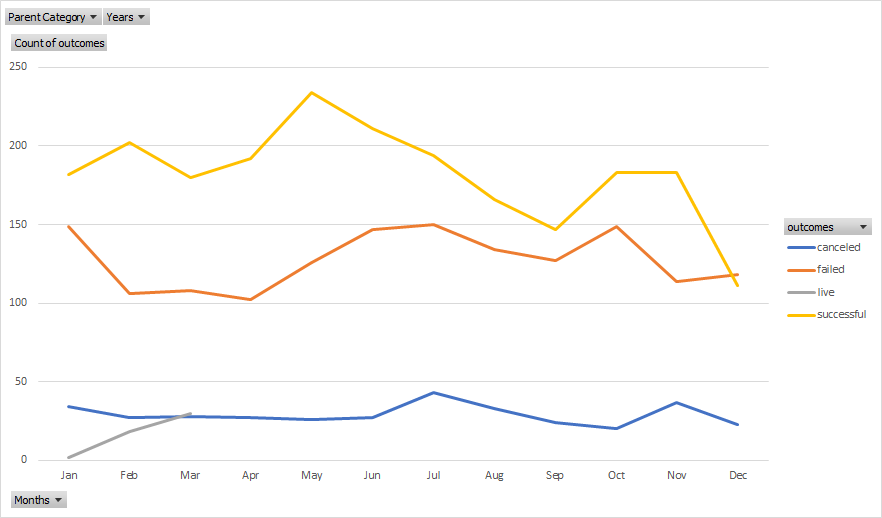 Parent Category Years
Count of outcomes
250
200
150
100
50
0
Jan Feb Mar Apr May Jun Jul Aug Sep Oct Nov Dec
Months
outcomes
canceled
failed
live
successful